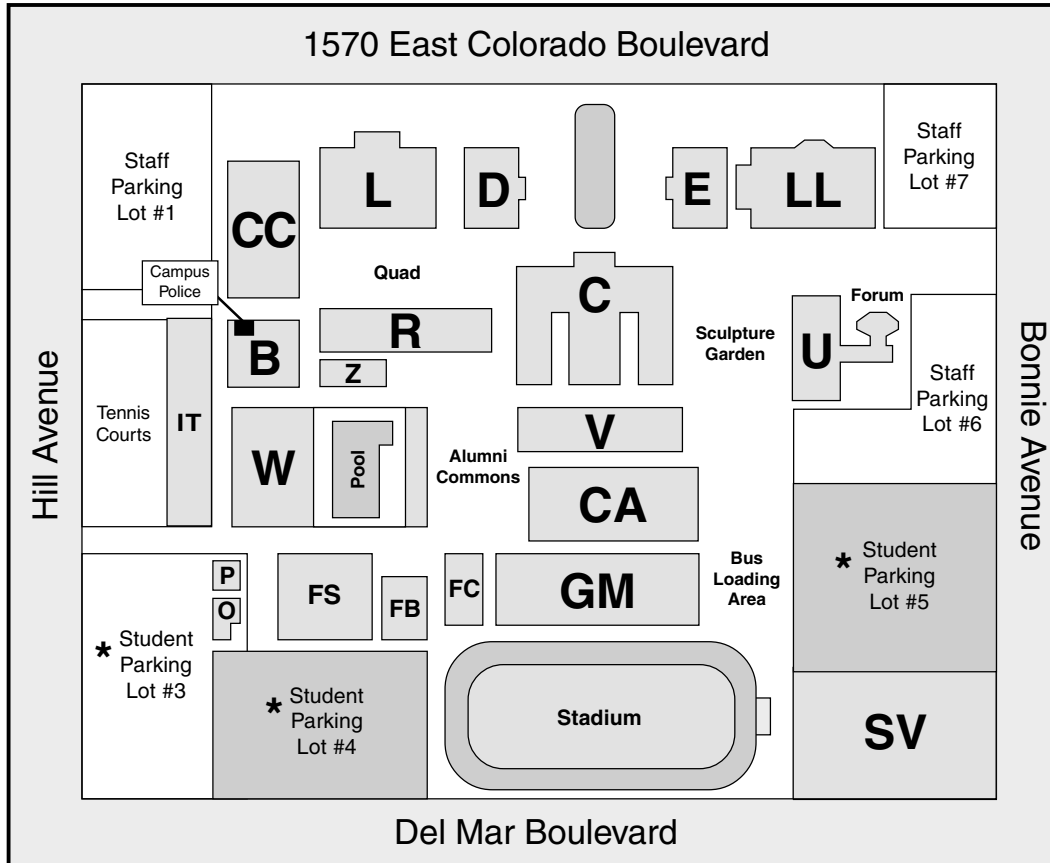 1570 East Colorado Boulevard
Staff
Parking
Lot #1
CC
L
D
E
LL
Staff
Parking
Lot #7
Campus
Police
Quad
C
Forum
B
R
Z
Sculpture
Garden
U
Staff
Parking
Lot #6
Hill Avenue
Bonnie Avenue
Tennis
Courts
IT
W
Pool
Alumni
Commons
V
CA
P
O
FS
FB
FC
GM
Bus
Loading
Area
* Student
Parking
Lot #5
* Student
Parking
Lot #3
* Student
Parking
Lot #4
Stadium
SV
Del Mar Boulevard